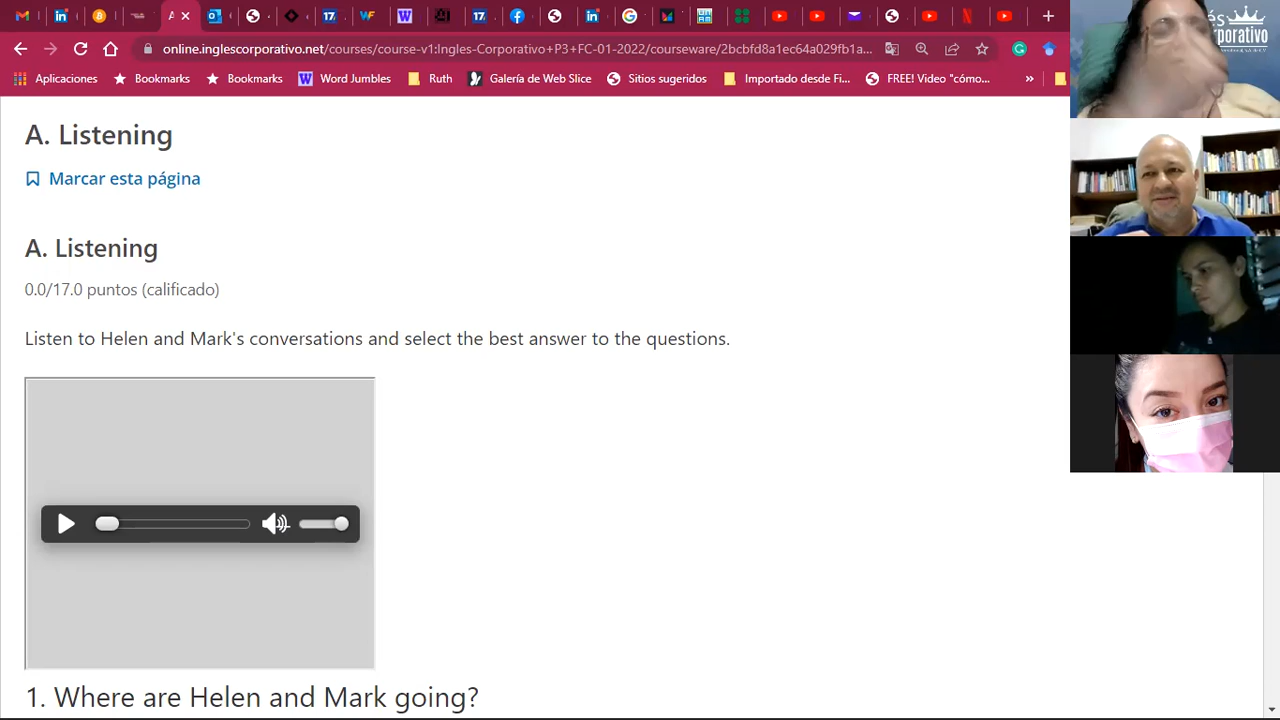 online.inglescorporativo.net/courses/course-v1:Ingles-Corporativo+P3+FC-01-2022/courseware/2bcbfd8a1ec64a029fb1a...
Aplicaciones
Bookmarks
Bookmarks
Word Jumbles
Ruth
Galería de Web Slice
Sitios sugeridos
Importado desde Fi...
FREE! Video "cómo...
»
A. Listening
Marcar esta página
A. Listening
0.0/17.0 puntos (calificado)
Listen to Helen and Mark's conversations and select the best answer to the questions.
1. Where are Helen and Mark going?